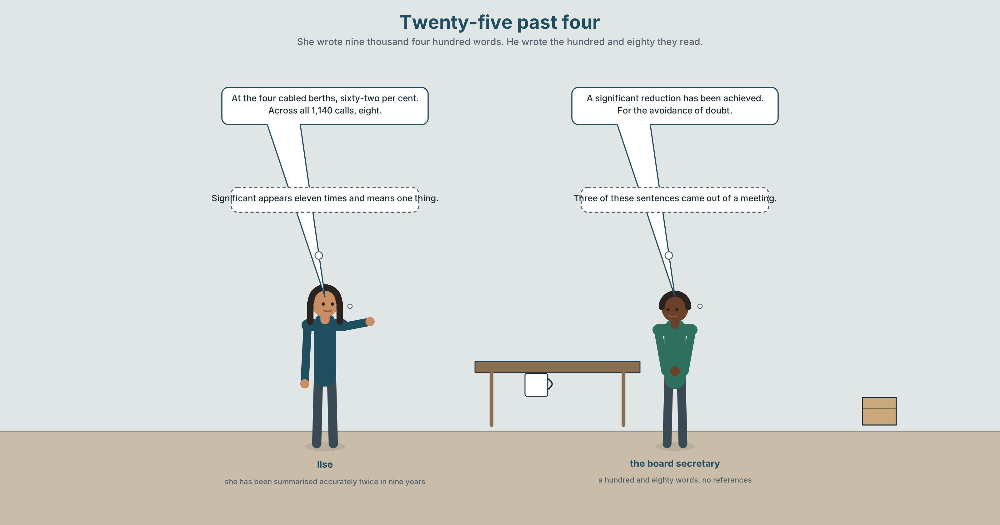 Twenty-five past four
She wrote nine thousand four hundred words. He wrote the hundred and eighty they read.
At the four cabled berths, sixty-two per cent.
Across all 1,140 calls, eight.
A significant reduction has been achieved.
For the avoidance of doubt.
Significant appears eleven times and means one thing.
Three of these sentences came out of a meeting.
Ilse
she has been summarised accurately twice in nine years
the board secretary
a hundred and eighty words, no references